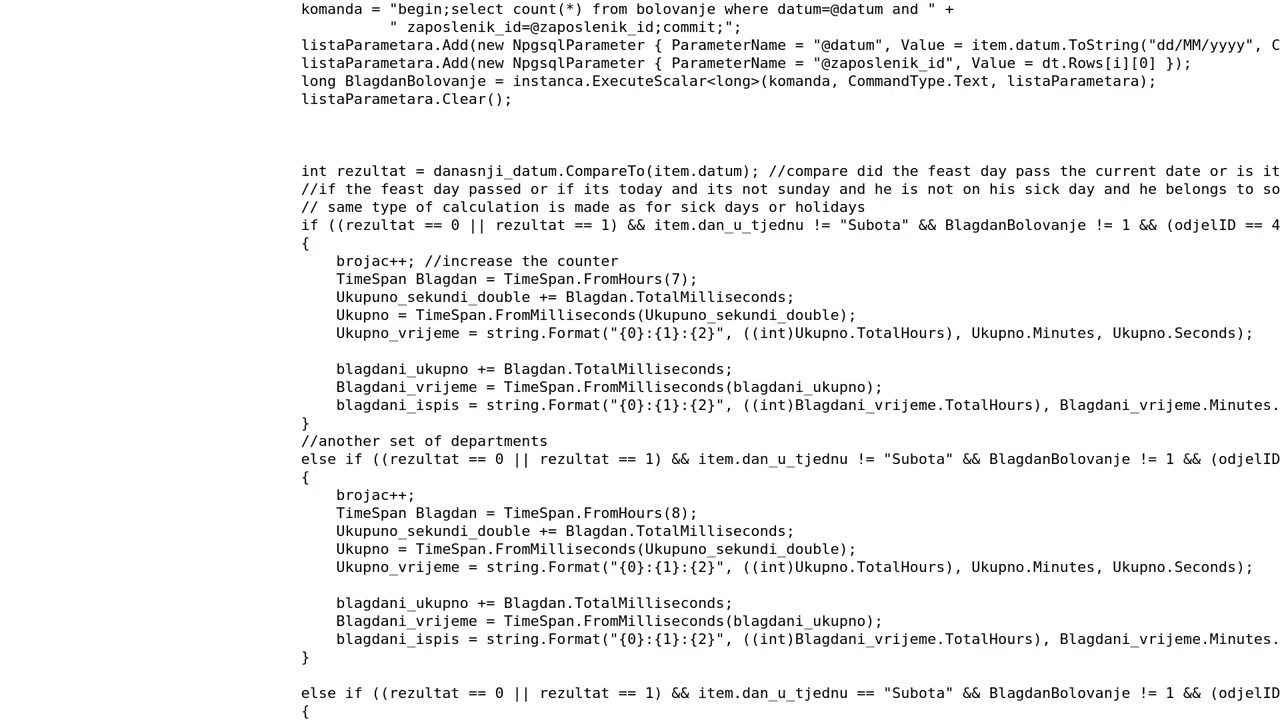 komanda = "begin;select count(*) from bolovanje where datum=@datum and " +
" zaposlenik_id=@zaposlenik_id;commit;";
listaParametara.Add(new NpgsqlParameter { ParameterName = "@datum", Value = item.datum.ToString("dd/MM/yyyy", C
listaParametara.Add(new NpgsqlParameter { ParameterName = "@zaposlenik_id", Value = dt.Rows[i][0] });
long BlagdanBolovanje = instanca.ExecuteScalar<long>(komanda, CommandType.Text, listaParametara);
listaParametara.Clear();
int rezultat = danasnji_datum.CompareTo(item.datum); //compare did the feast day pass the current date or is it
//if the feast day passed or if its today and its not sunday and he is not on his sick day and he belongs to so
// same type of calculation is made as for sick days or holidays
if ((rezultat == 0 || rezultat == 1) && item.dan_u_tjednu != "Subota" && BlagdanBolovanje != 1 && (odjelID == 4
{
brojac++; //increase the counter
TimeSpan Blagdan = TimeSpan.FromHours(7);
Ukupuno_sekundi_double += Blagdan.TotalMilliseconds;
Ukupno = TimeSpan.FromMilliseconds(Ukupuno_sekundi_double);
Ukupno_vrijeme = string.Format("{0}:{1}:{2}", ((int)Ukupno.TotalHours), Ukupno.Minutes, Ukupno.Seconds);
blagdani_ukupno += Blagdan.TotalMilliseconds;
Blagdani_vrijeme = TimeSpan.FromMilliseconds(blagdani_ukupno);
blagdani_ispis = string.Format("{0}:{1}:{2}", ((int)Blagdani_vrijeme.TotalHours), Blagdani_vrijeme.Minutes.
}
//another set of departments
else if ((rezultat == 0 || rezultat == 1) && item.dan_u_tjednu != "Subota" && BlagdanBolovanje != 1 && (odjelID
{
brojac++;
TimeSpan Blagdan = TimeSpan.FromHours(8);
Ukupuno_sekundi_double += Blagdan.TotalMilliseconds;
Ukupno = TimeSpan.FromMilliseconds(Ukupuno_sekundi_double);
Ukupno_vrijeme = string.Format("{0}:{1}:{2}", ((int)Ukupno.TotalHours), Ukupno.Minutes, Ukupno.Seconds);
blagdani_ukupno += Blagdan.TotalMilliseconds;
Blagdani_vrijeme = TimeSpan.FromMilliseconds(blagdani_ukupno);
blagdani_ispis = string.Format("{0}:{1}:{2}", ((int)Blagdani_vrijeme.TotalHours), Blagdani_vrijeme.Minutes.
}
else if ((rezultat == 0 || rezultat == 1) && item.dan_u_tjednu == "Subota" && BlagdanBolovanje != 1 && (odjelID
{